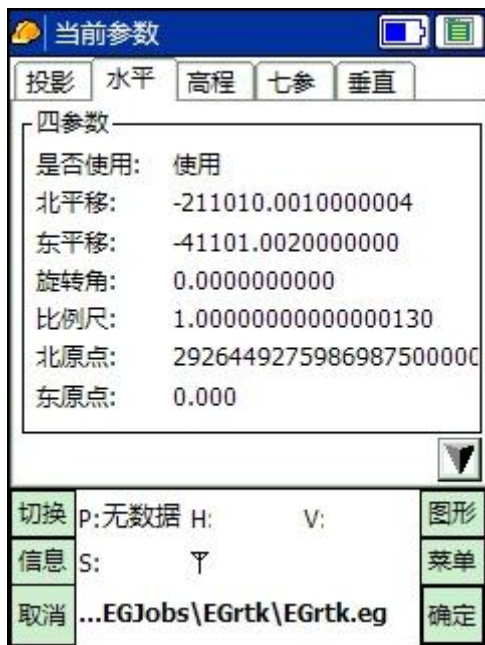 当前参数
投影 水平 高程 七参 垂直
四参数
是否使用: 使用
北平移: -211010.0010000004
东平移: -41101.0020000000
旋转角: 0.0000000000
比例尺: 1.00000000000000130
北原点: 2926449275986987500000
东原点: 0.000
切换 P:无数据 H: V: 图形
信息 S: 菜单
取消 ...EGJobs\EGrtk\EGrtk.eg 确定